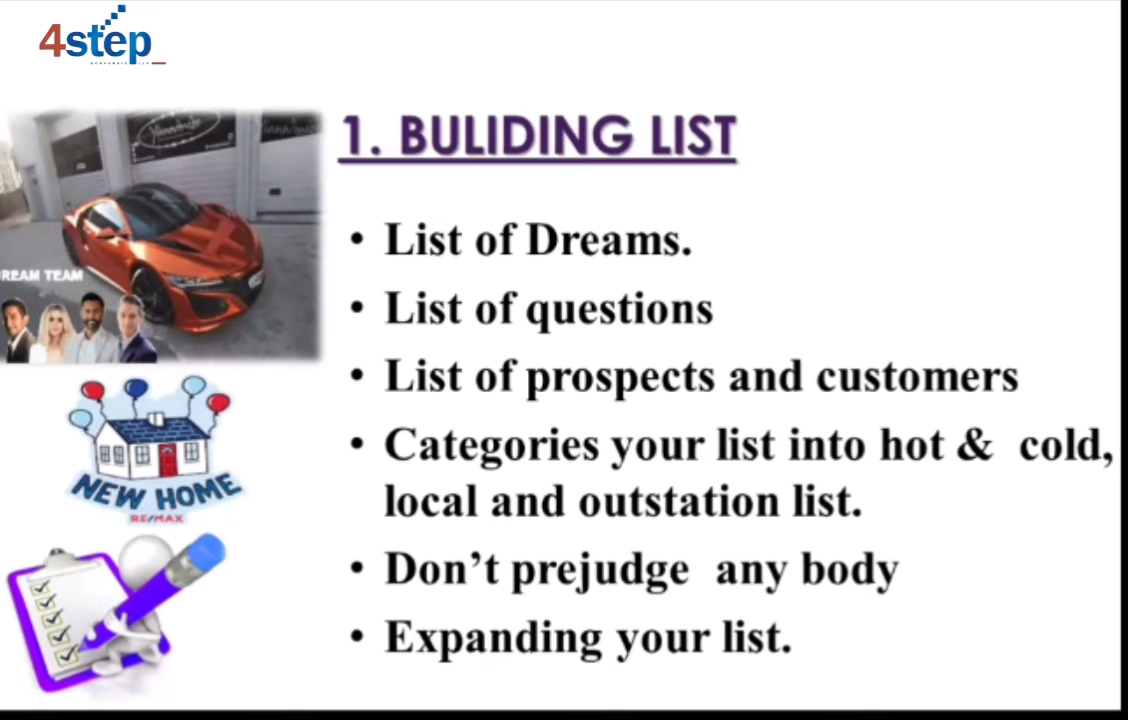 4step
1. BULIDING LIST
• List of Dreams.
• List of questions
• List of prospects and customers
• Categories your list into hot & cold,
local and outstation list.
• Don’t prejudge any body
• Expanding your list.
REAM TEAM
NEW HOME
RE/MAX